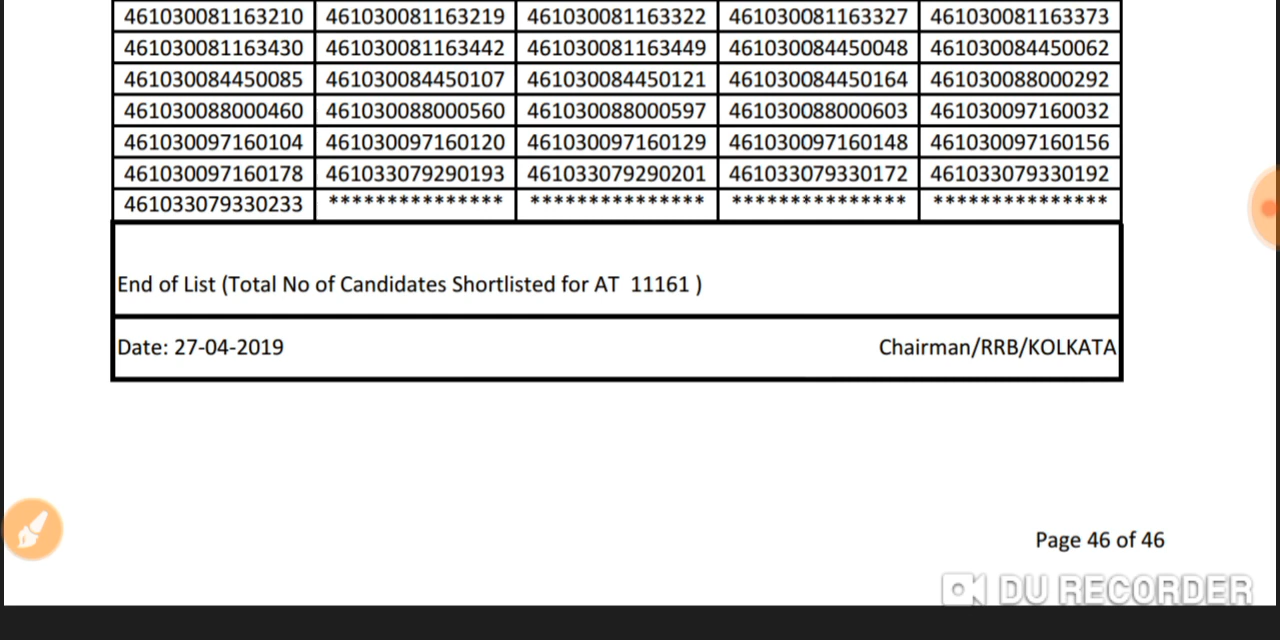 461030081163210 461030081163219 461030081163322 461030081163327 461030081163373
461030081163430 461030081163442 461030081163449 461030084450048 461030084450062
461030084450085 461030084450107 461030084450121 461030084450164 461030088000292
461030088000460 461030088000560 461030088000597 461030088000603 461030097160032
461030097160104 461030097160120 461030097160129 461030097160148 461030097160156
461030097160178 461033079290193 461033079290201 461033079330172 461033079330192
461033079330233 *************** *************** *************** ***************
End of List (Total No of Candidates Shortlisted for AT 11161 )
Date: 27-04-2019 Chairman/RRB/KOLKATA
Page 46 of 46
DU RECORDER